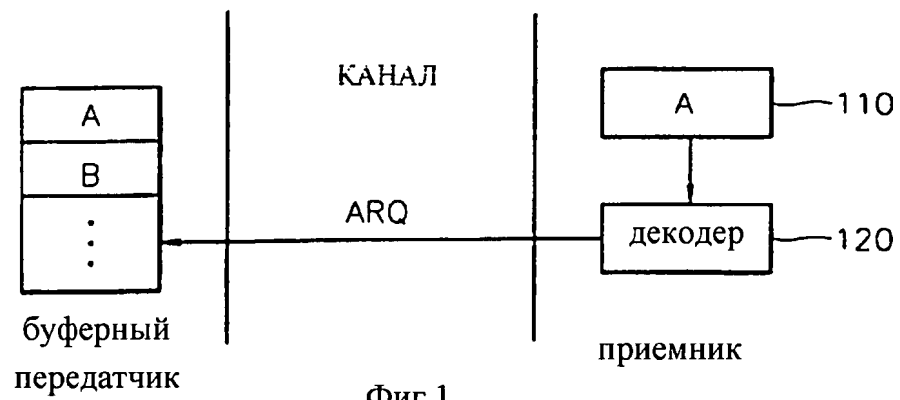 КАНАЛ
A
B
A
110
ARQ
декодер
120
буферный
передатчик
приемник
Фиг.1